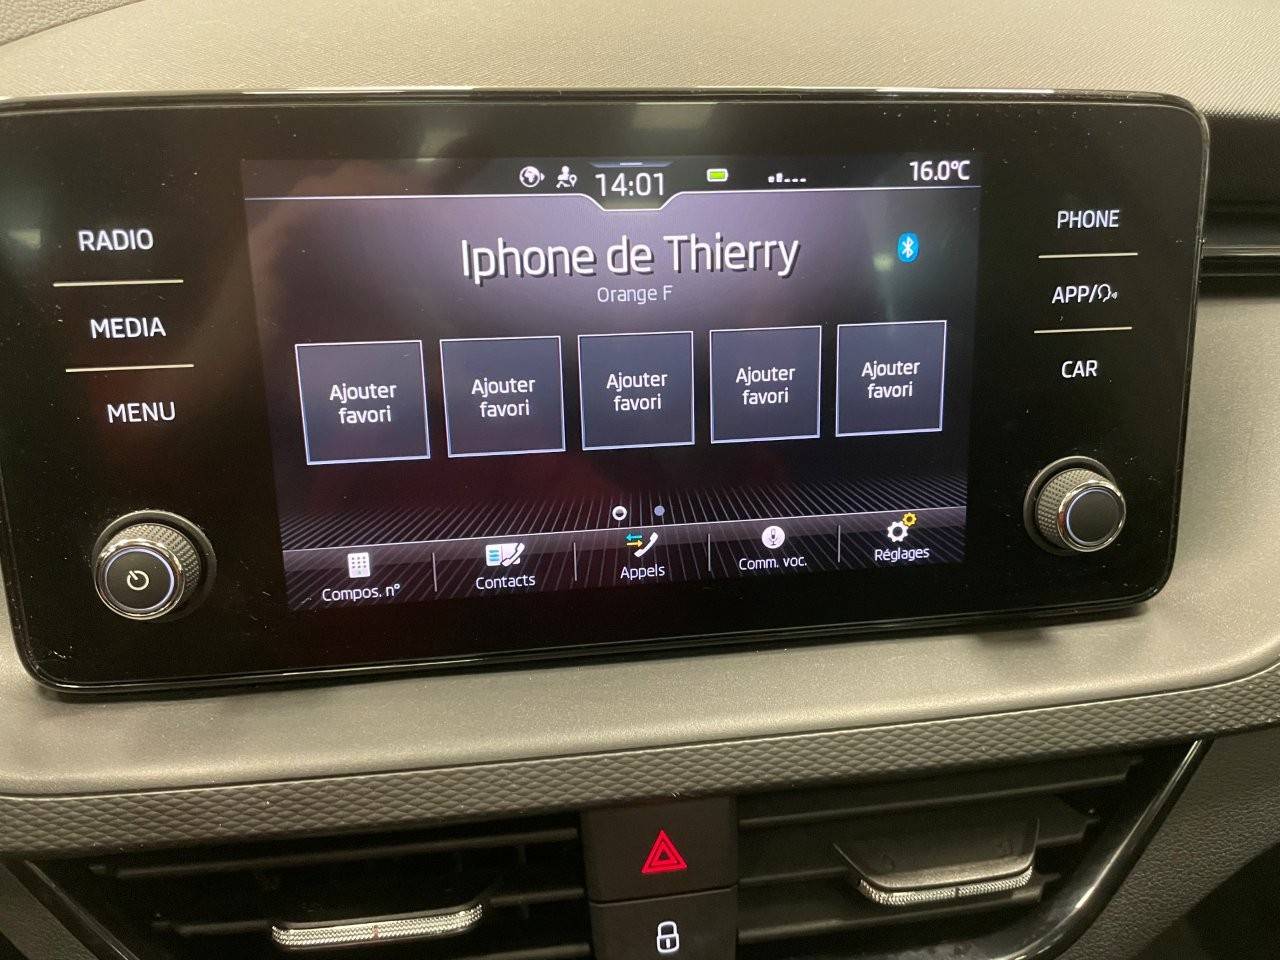 14:01
16.0°C
RADIO
MEDIA
MENU
Iphone de Thierry
Orange F
Ajouter
favori
Ajouter
favori
Ajouter
favori
Ajouter
favori
Ajouter
favori
Compos. n°
Contacts
Appels
Comm. voc.
Réglages
PHONE
APP/
CAR